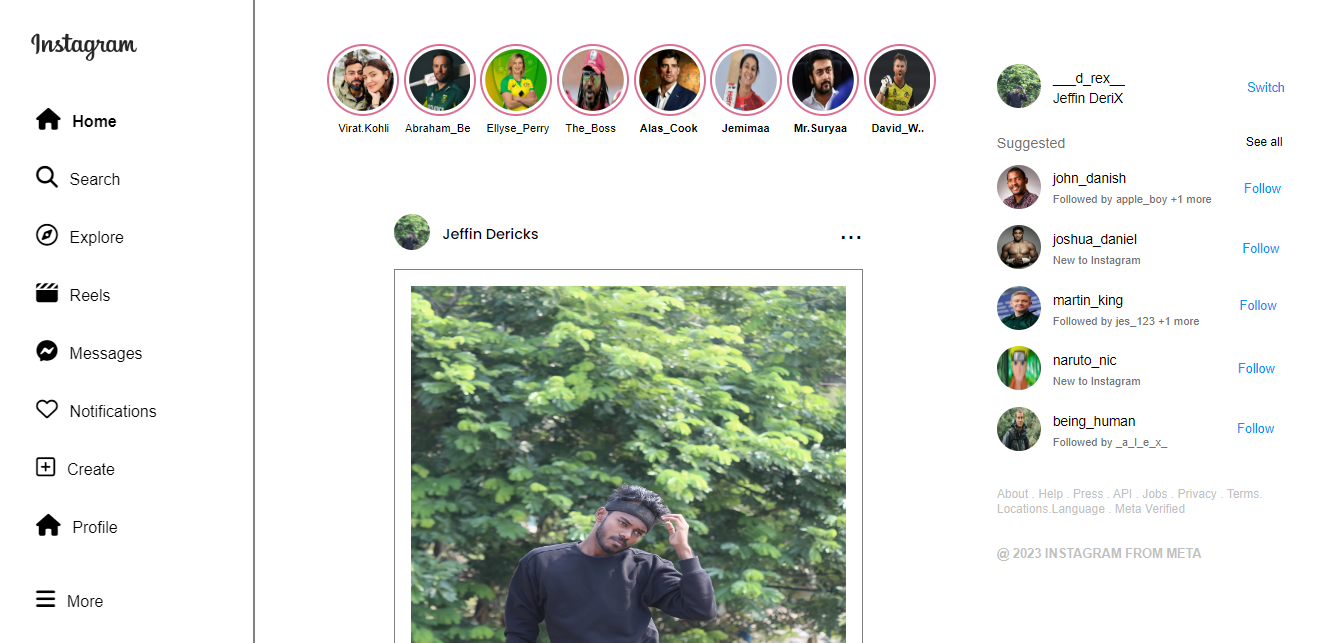 Instagram
Home
Search
Explore
Reels
Messages
Notifications
Create
Profile
More
Virat.Kohli
Abraham_Be
Ellyse_Perry
The_Boss
Alas_Cook
Jemimaa
Mr.Suryaa
David_W..
Jeffin Dericks
...
___d_rex__
Jeffin DeriX
Switch
Suggested
See all
john_danish
Followed by apple_boy +1 more
Follow
joshua_daniel
New to Instagram
Follow
martin_king
Followed by jes_123 +1 more
Follow
naruto_nic
New to Instagram
Follow
being_human
Followed by _a_l_e_x_
Follow
About . Help . Press . API . Jobs . Privacy . Terms.
Locations.Language . Meta Verified
@ 2023 INSTAGRAM FROM META